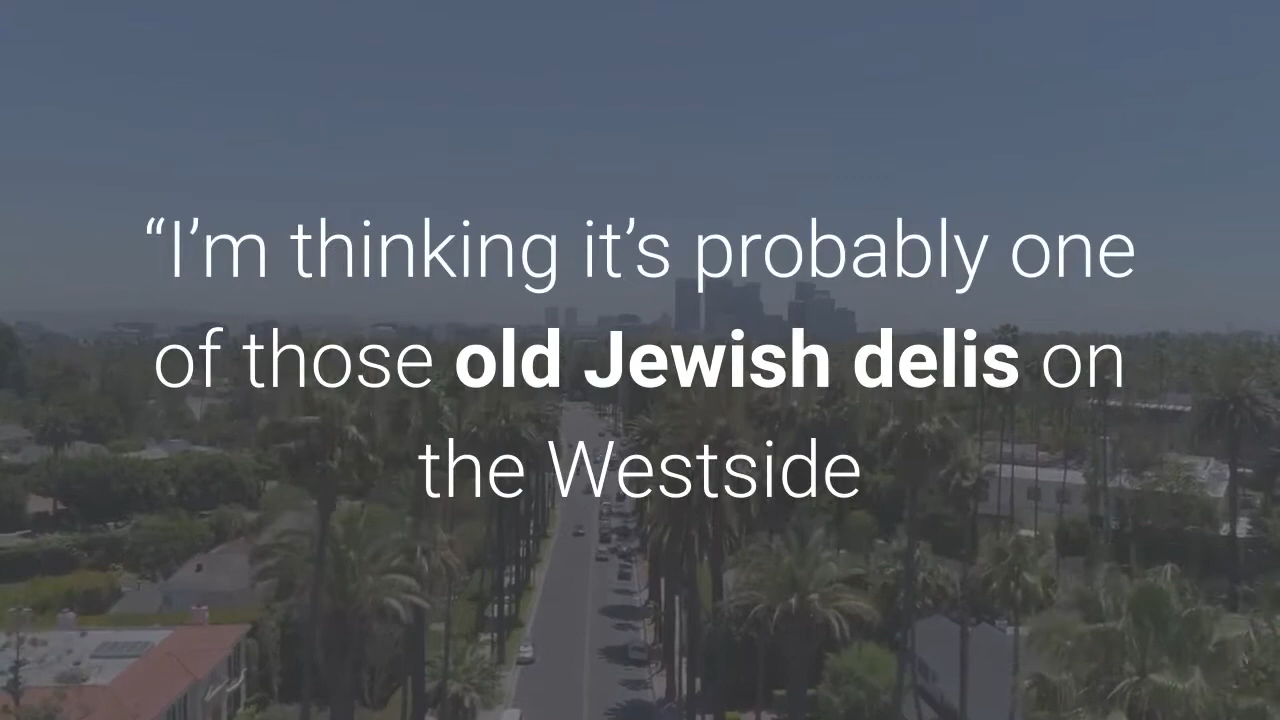 “I’m thinking it’s probably one
of those old Jewish delis on
the Westside